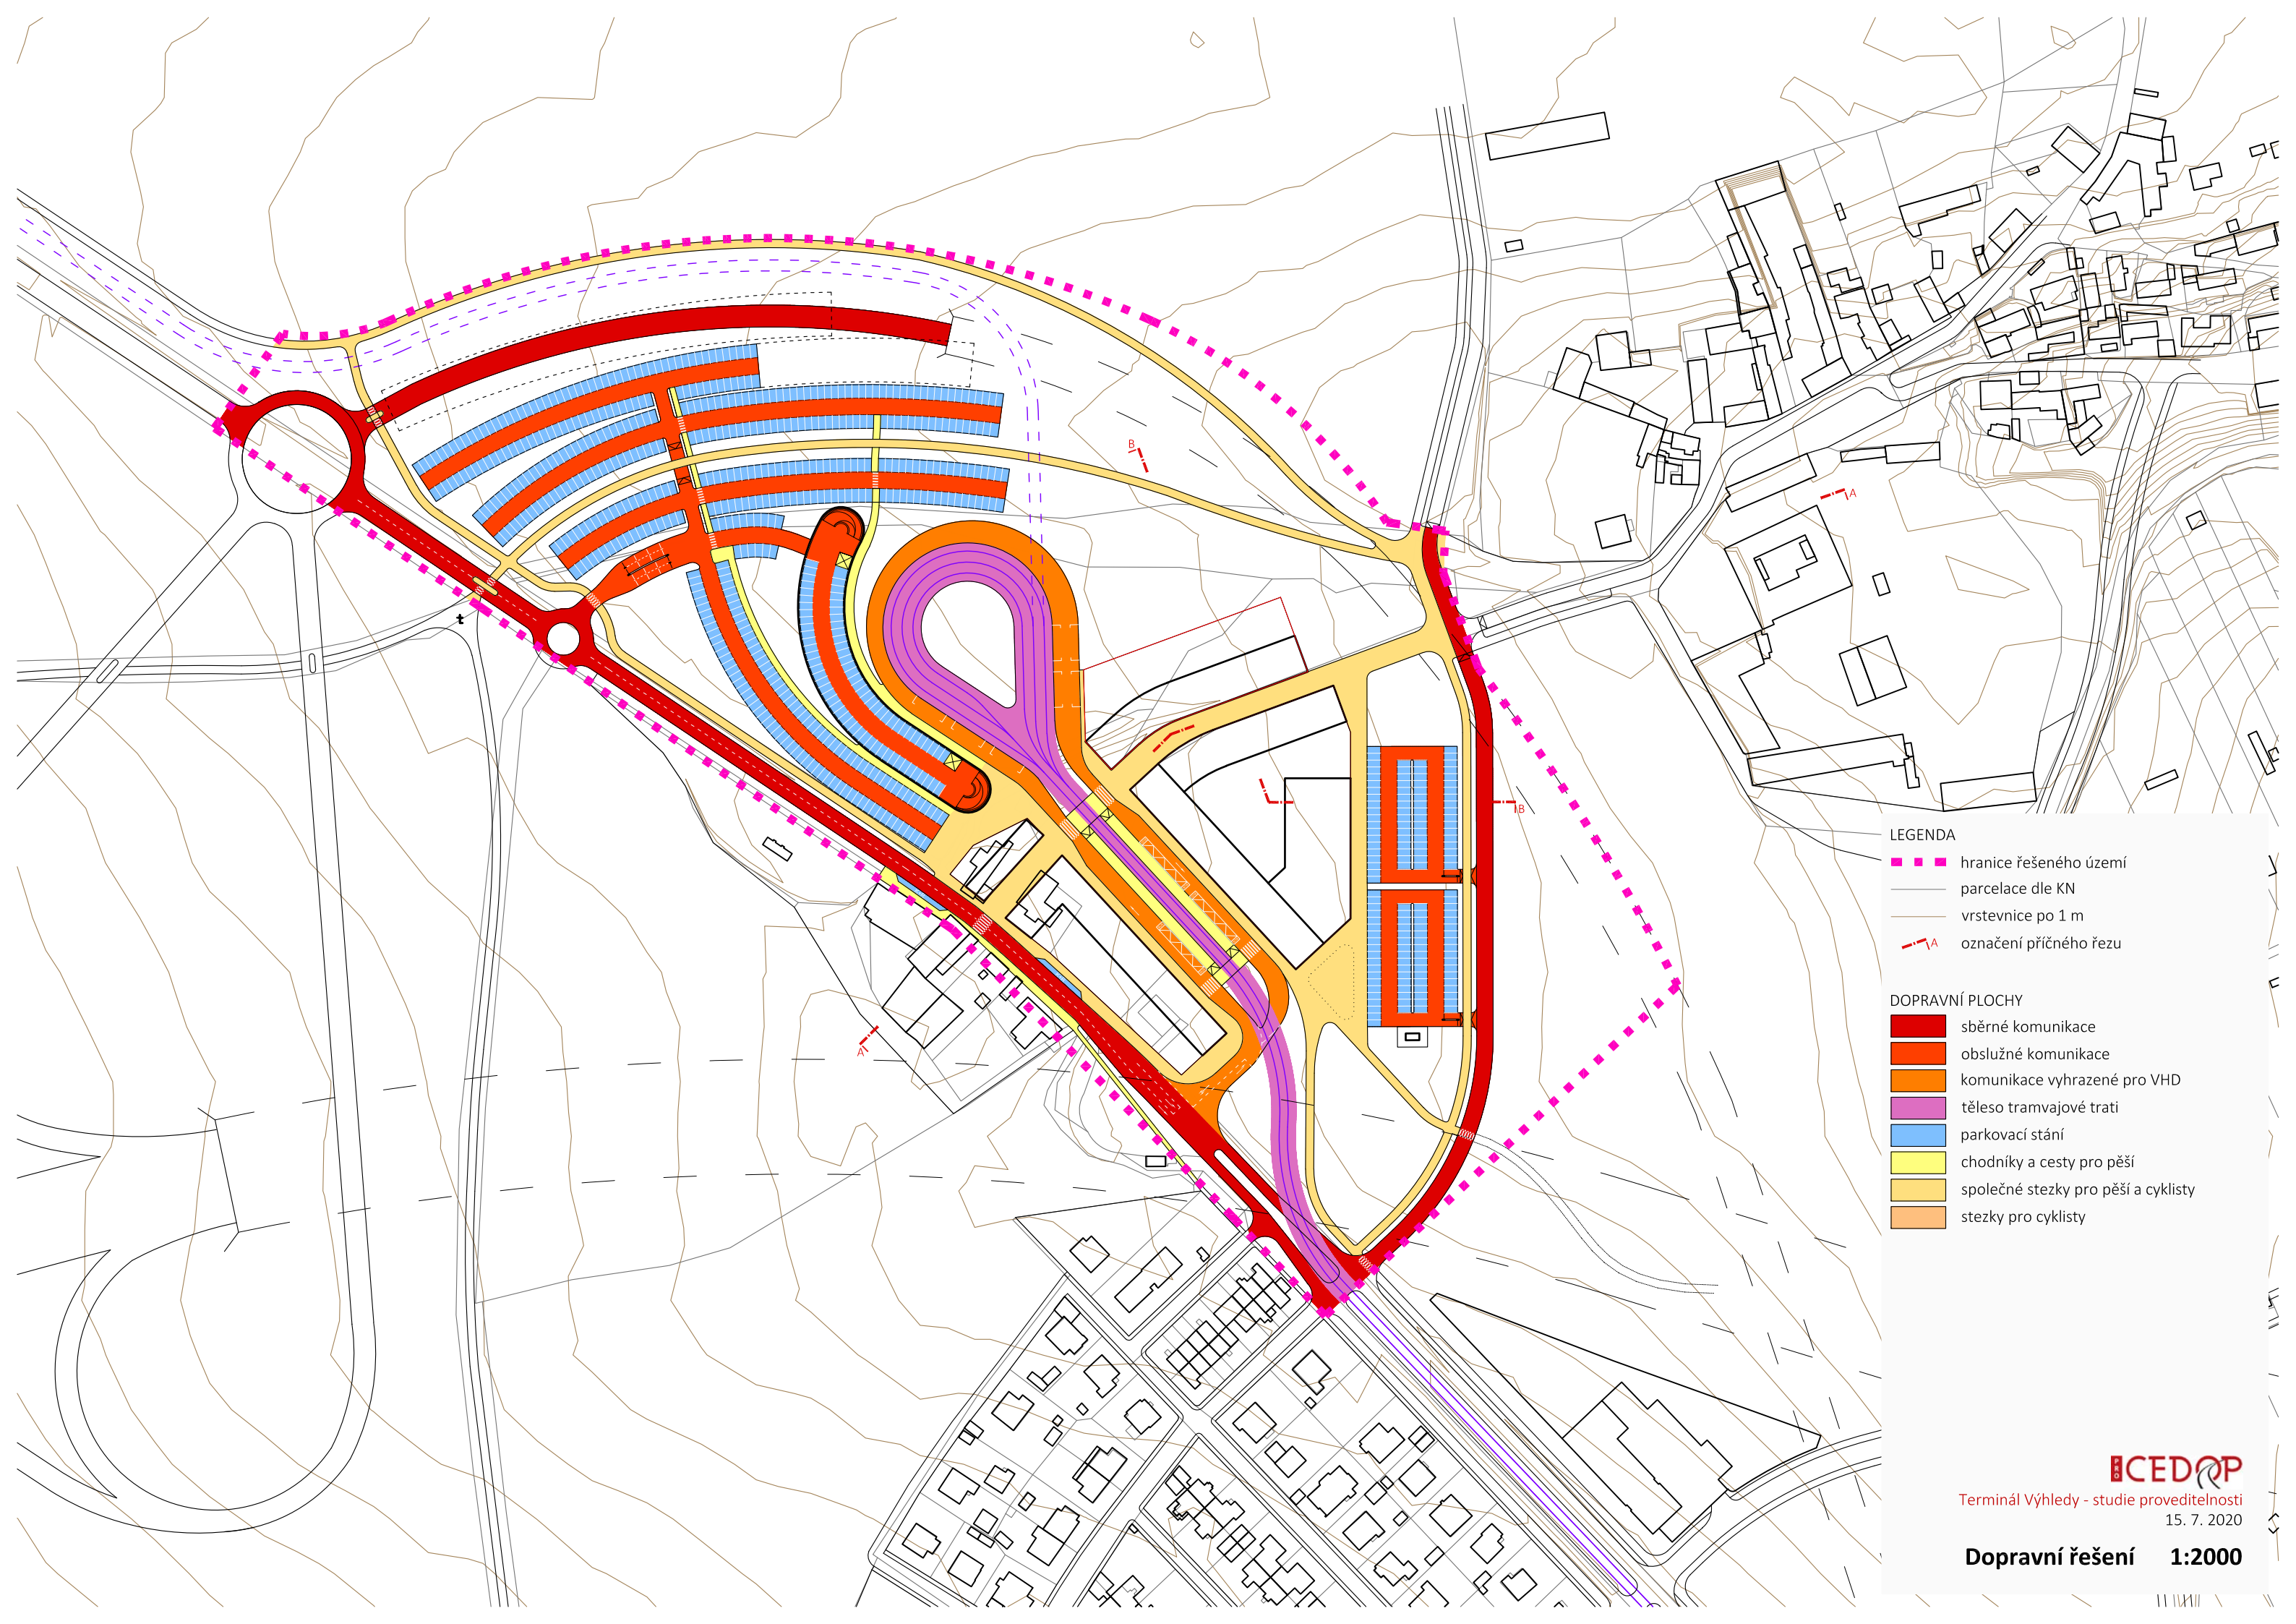 B
A
B
A
LEGENDA
hranice řešeného území
parcelace dle KN
vrstevnice po 1 m
A označení příčného řezu
DOPRAVNÍ PLOCHY
sběrné komunikace
obslužné komunikace
komunikace vyhrazené pro VHD
těleso tramvajové trati
parkovací stání
chodníky a cesty pro pěší
společné stezky pro pěší a cyklisty
stezky pro cyklisty
PRO CEDOP
Terminál Výhledy - studie proveditelnosti
15. 7. 2020
Dopravní řešení 1:2000